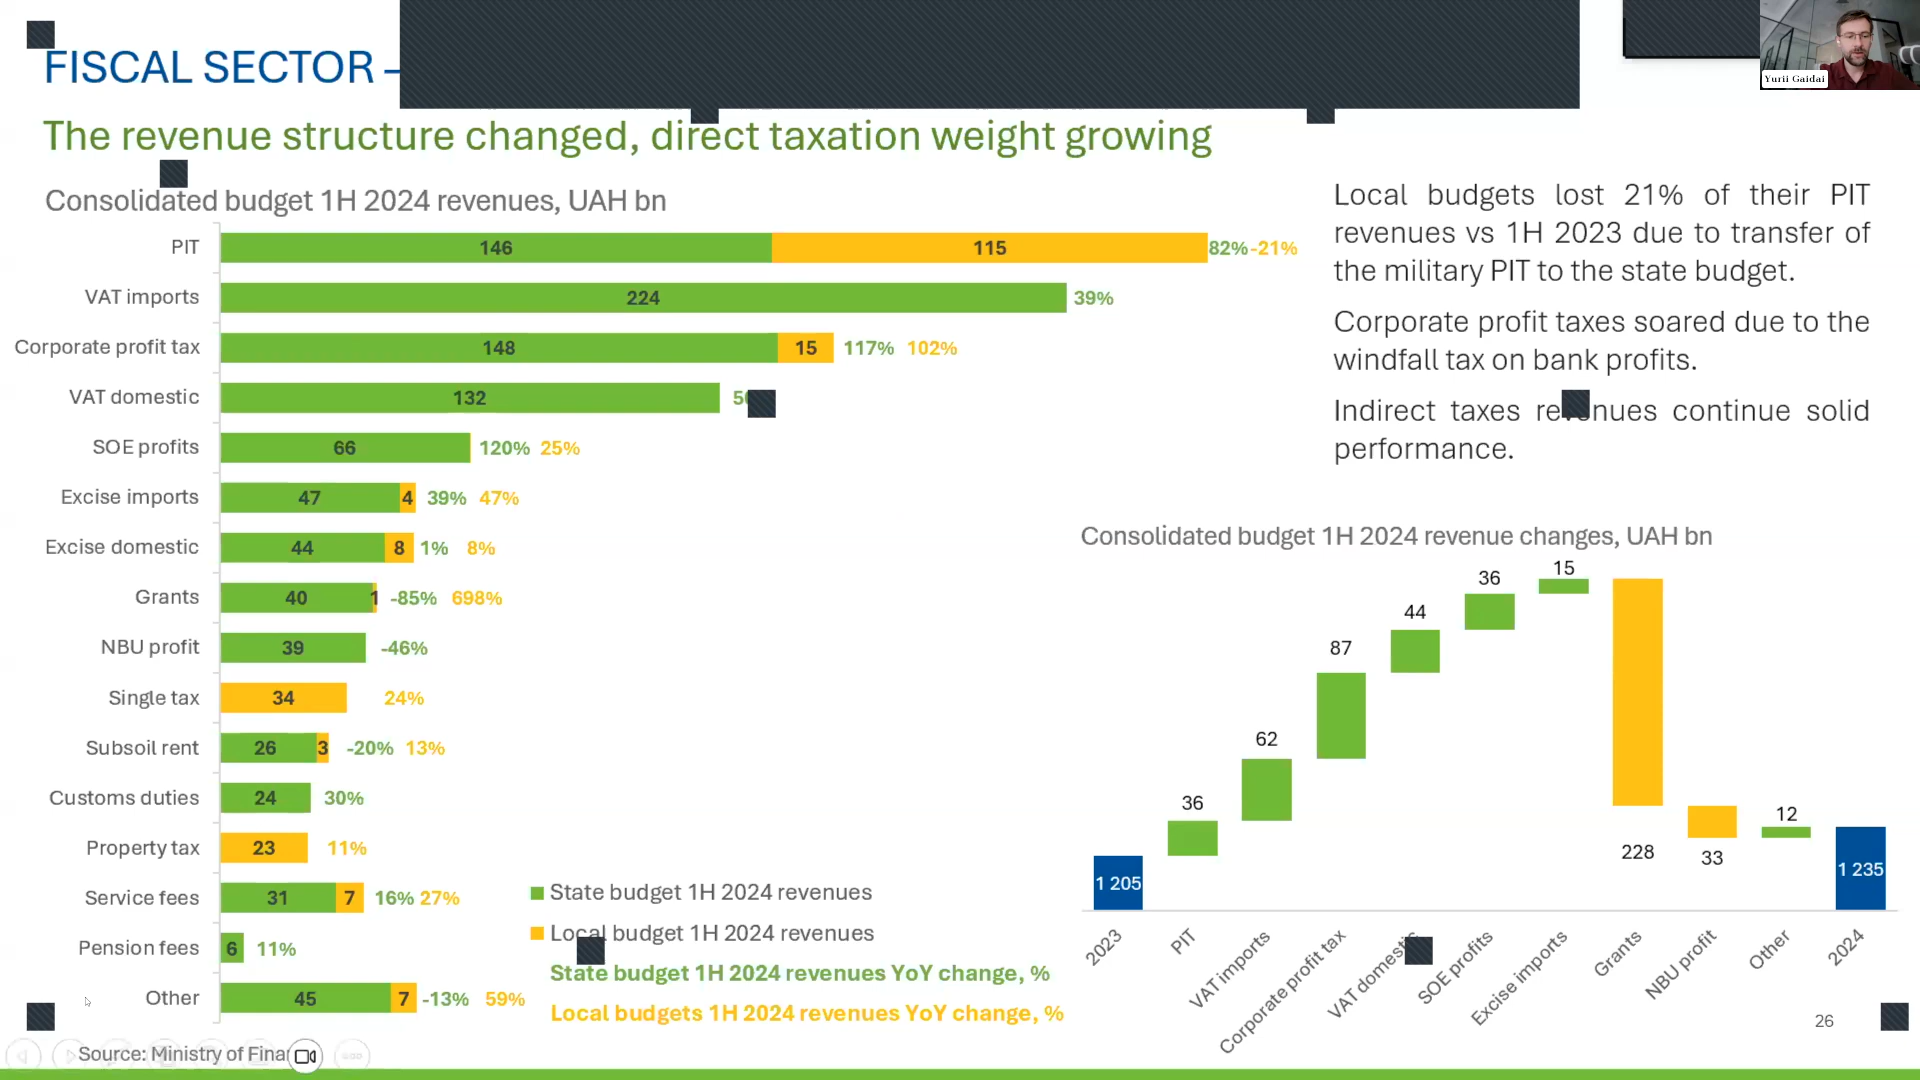 FISCAL SECTOR –
Yurii Gaidai
The revenue structure changed, direct taxation weight growing
Consolidated budget 1H 2024 revenues, UAH bn
PIT 146 115 82% -21%
VAT imports 224 39%
Corporate profit tax 148 15 117% 102%
VAT domestic 132
SOE profits 66 120% 25%
Excise imports 47 4 39% 47%
Excise domestic 44 8 1% 8%
Grants 40 1 -85% 698%
NBU profit 39 -46%
Single tax 34 24%
Subsoil rent 26 3 -20% 13%
Customs duties 24 30%
Property tax 23 11%
Service fees 31 7 16% 27%
Pension fees 6 11%
Other 45 7 -13% 59%
State budget 1H 2024 revenues
Local budget 1H 2024 revenues
State budget 1H 2024 revenues YoY change, %
Local budgets 1H 2024 revenues YoY change, %
Source: Ministry of
Local budgets lost 21% of their PIT
revenues vs 1H 2023 due to transfer of
the military PIT to the state budget.
Corporate profit taxes soared due to the
windfall tax on bank profits.
Indirect taxes revenues continue solid
performance.
Consolidated budget 1H 2024 revenue changes, UAH bn
1 205 36 62 87 44 36 15 228 33 12 1 235
2023 PIT VAT imports Corporate profit tax VAT domestic SOE profits Excise imports Grants NBU profit Other 2024
26